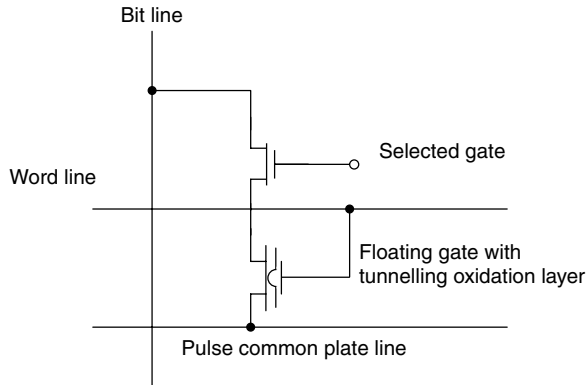 Bit line
Selected gate
Word line
Floating gate with
tunnelling oxidation layer
Pulse common plate line